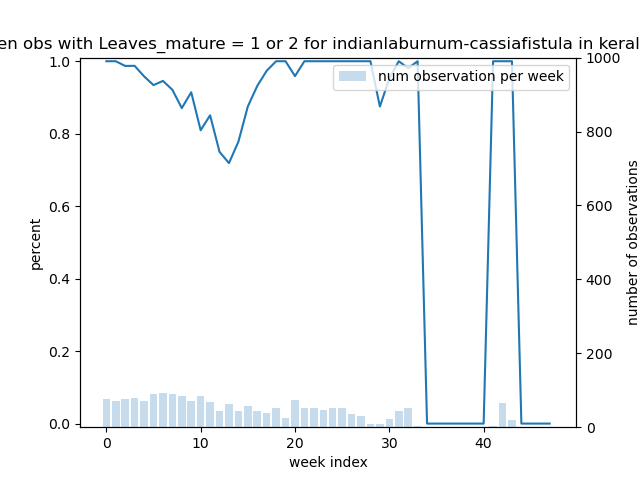 en obs with Leaves_mature = 1 or 2 for indianlaburnum-cassiafistula in keral
num observation per week
percent
1.0
0.8
0.6
0.4
0.2
0.0
1000
800
600
400
200
0
number of observations
0 10 20 30 40
week index